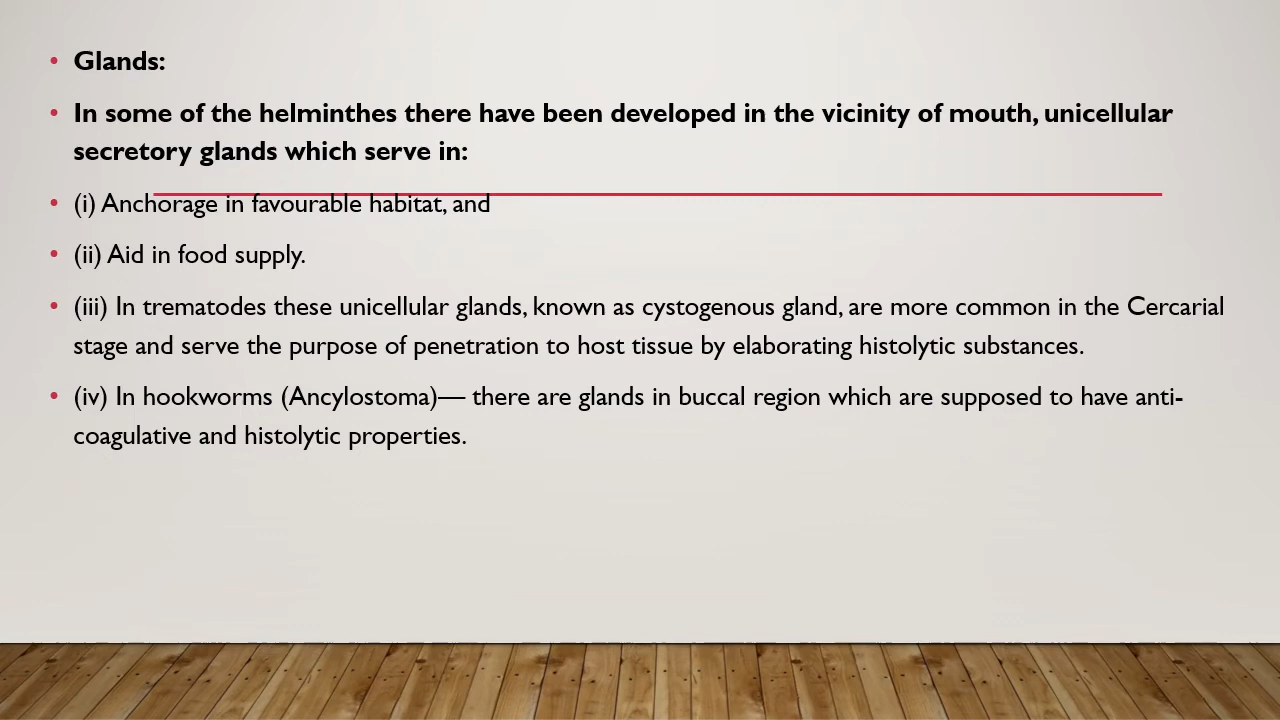 Glands:
In some of the helminthes there have been developed in the vicinity of mouth, unicellular
secretory glands which serve in:
(i) Anchorage in favourable habitat, and
(ii) Aid in food supply.
(iii) In trematodes these unicellular glands, known as cystogenous gland, are more common in the Cercarial
stage and serve the purpose of penetration to host tissue by elaborating histolytic substances.
(iv) In hookworms (Ancylostoma)— there are glands in buccal region which are supposed to have anti-
coagulative and histolytic properties.